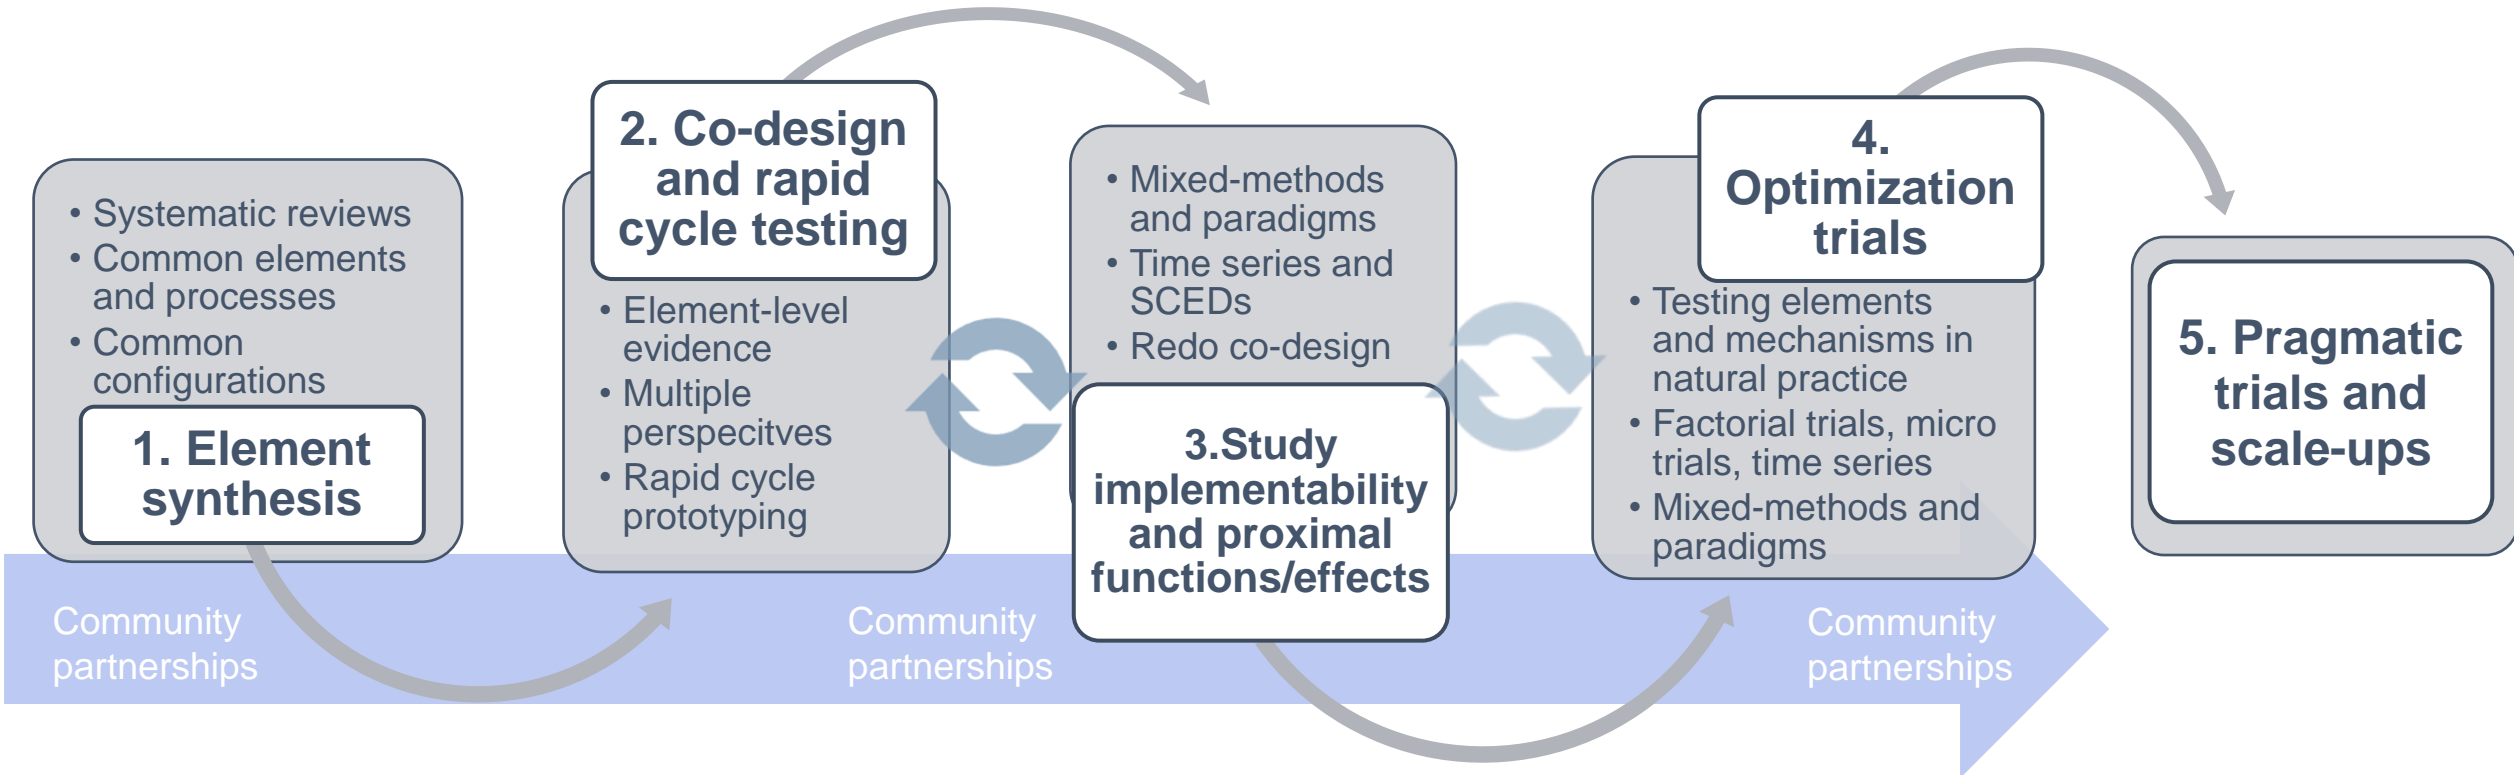 • Systematic reviews
• Common elements
and processes
• Common
configurations
1. Element
synthesis
2. Co-design
and rapid
cycle testing
• Element-level
evidence
• Multiple
perspecitves
• Rapid cycle
prototyping
• Mixed-methods
and paradigms
• Time series and
SCEDs
• Redo co-design
3.Study
implementability
and proximal
functions/effects
4.
Optimization
trials
• Testing elements
and mechanisms in
natural practice
• Factorial trials, micro
trials, time series
• Mixed-methods and
paradigms
5. Pragmatic
trials and
scale-ups
Community
partnerships
Community
partnerships
Community
partnerships